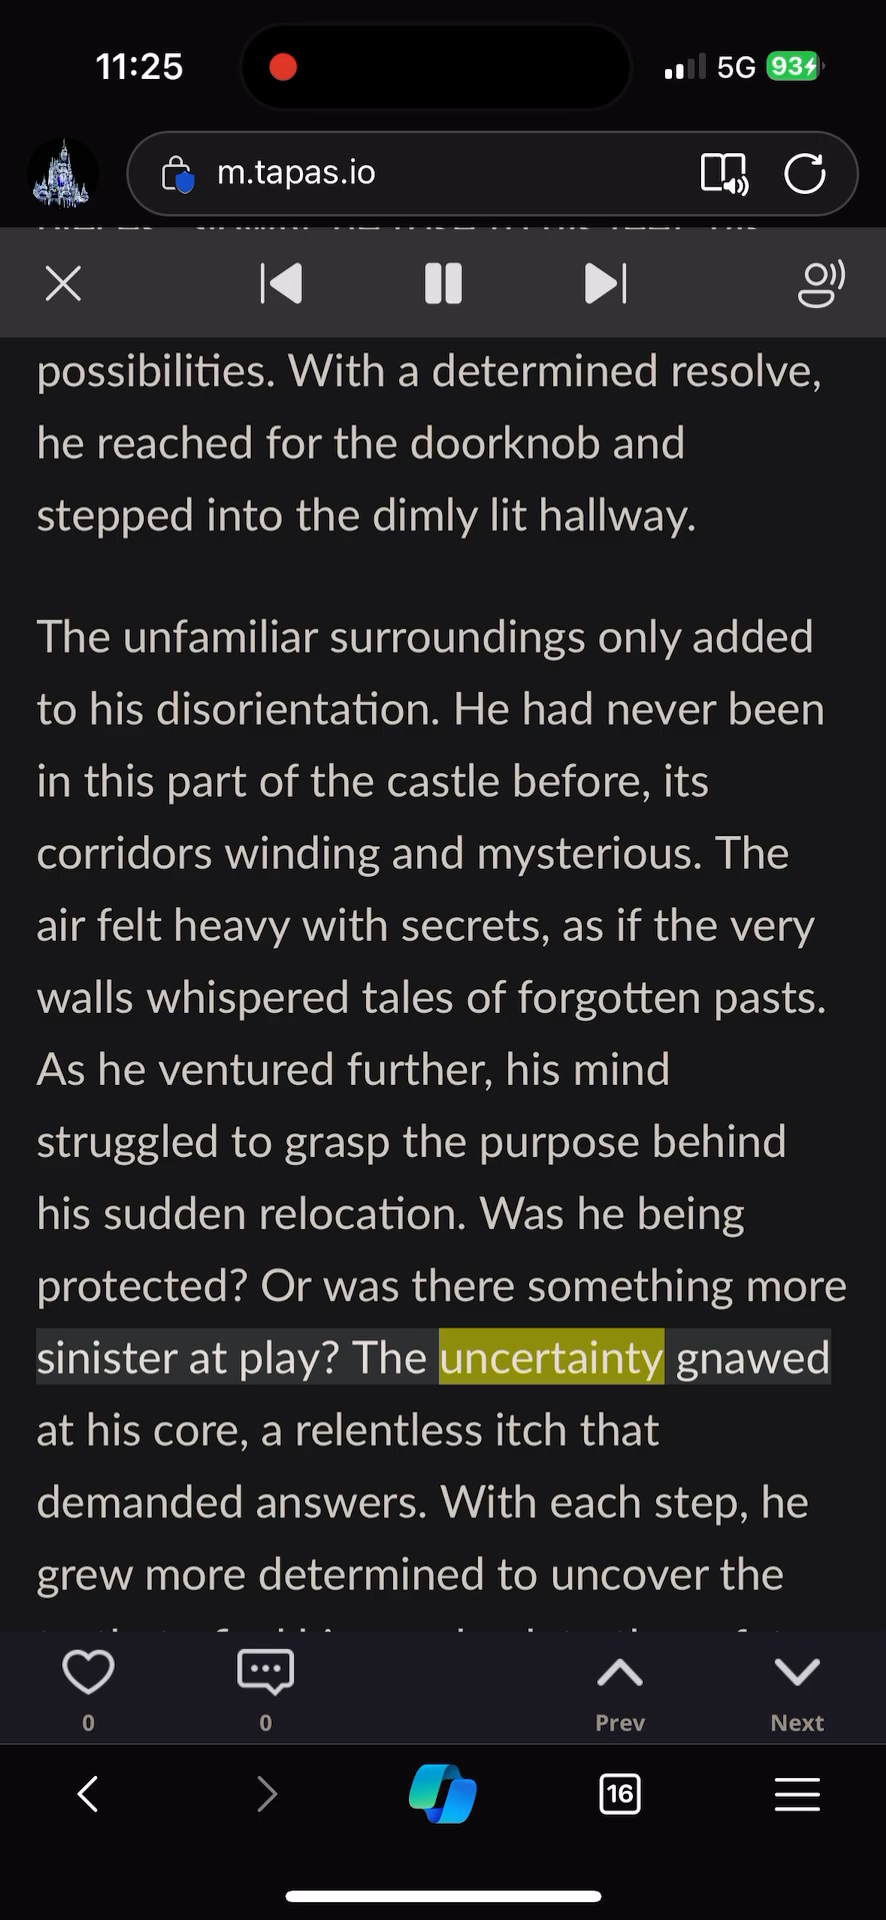 11:25
5G
93
m.tapas.io
possibilities. With a determined resolve,
he reached for the doorknob and
stepped into the dimly lit hallway.
The unfamiliar surroundings only added
to his disorientation. He had never been
in this part of the castle before, its
corridors winding and mysterious. The
air felt heavy with secrets, as if the very
walls whispered tales of forgotten pasts.
As he ventured further, his mind
struggled to grasp the purpose behind
his sudden relocation. Was he being
protected? Or was there something more
sinister at play? The uncertainty gnawed
at his core, a relentless itch that
demanded answers. With each step, he
grew more determined to uncover the
0
0
Prev
Next
16